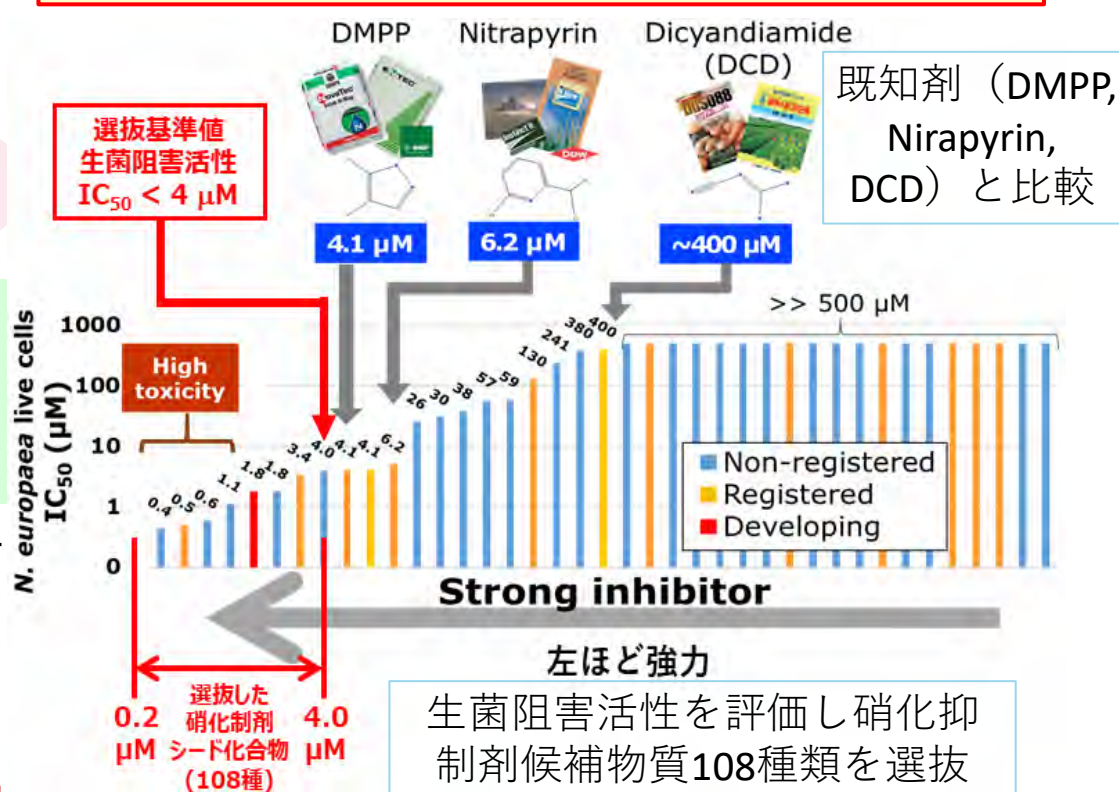 DMPP
Nitrapyrin
Dicyandiamide
(DCD)
既知剤（DMPP,
Nirapyrin,
DCD）と比較
選抜基準値
生菌阻害活性
IC₅₀ < 4 μM
4.1 μM
6.2 μM
~400 μM
>> 500 μM
N. europaea live cells
IC₅₀ (μM)
1000
100
10
1
0
High
toxicity
0.4
0.5
0.6
1.1
1.8
1.8
3.4
4.0
4.1
4.1
6.2
26
30
38
57
59
130
241
380
400
Non-registered
Registered
Developing
Strong inhibitor
左ほど強力
0.2
μM
選抜した
硝化制剤
シード化合物
(108種)
4.0
μM
生菌阻害活性を評価し硝化抑
制剤候補物質108種類を選抜